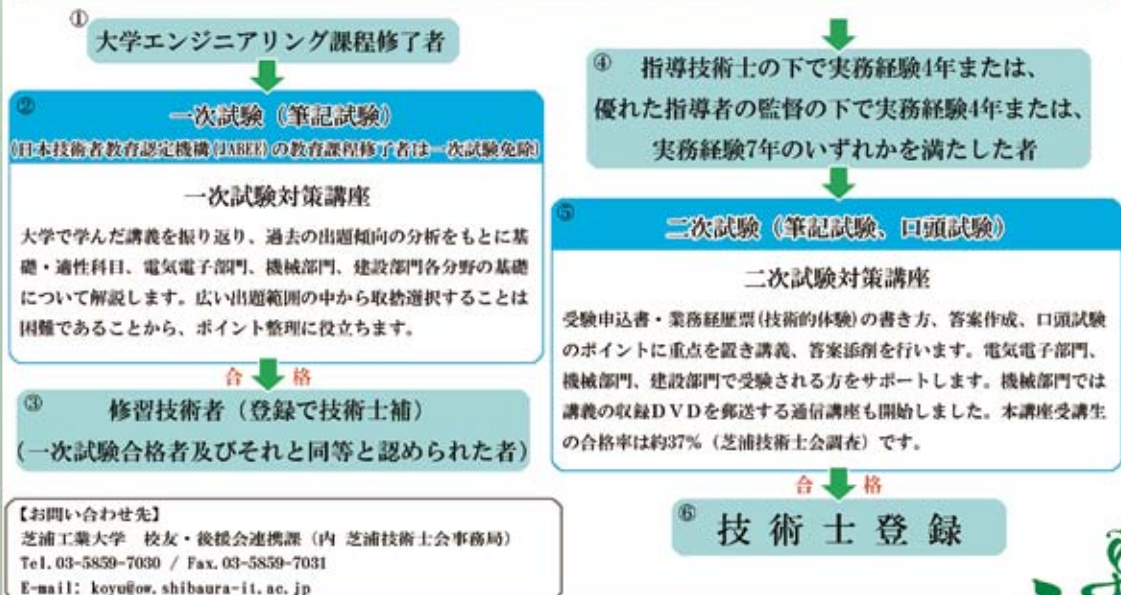 ①
大学エンジニアリング課程修了者
②
一次試験（筆記試験）
(日本技術者教育認定機構(JABEE)の教育課程修了者は一次試験免除)
一次試験対策講座
大学で学んだ講義を振り返り、過去の出題傾向の分析をもとに基
礎・適性科目、電気電子部門、機械部門、建設部門各分野の基礎
について解説します。広い出題範囲の中から取捨選択することは
困難であることから、ポイント整理に役立ちます。
合 格
③
修習技術者（登録で技術士補）
(一次試験合格者及びそれと同等と認められた者)
【お問い合わせ先】
芝浦工業大学 校友・後援会連携課（内 芝浦技術士会事務局）
Tel.03-5859-7030 / Fax.03-5859-7031
E-mail: koyu@ow.shibaura-it.ac.jp
④
指導技術士の下で実務経験4年または、
優れた指導者の監督の下で実務経験4年または、
実務経験7年のいずれかを満たした者
⑤
二次試験（筆記試験、口頭試験）
二次試験対策講座
受験申込書・業務経歴票(技術的体験)の書き方、答案作成、口頭試験
のポイントに重点を置き講義、答案添削を行います。電気電子部門、
機械部門、建設部門で受験される方をサポートします。機械部門では
講義の収録DVDを郵送する通信講座も開始しました。本講座受講生
の合格率は約37%（芝浦技術士会調査）です。
合 格
⑥
技術士登録